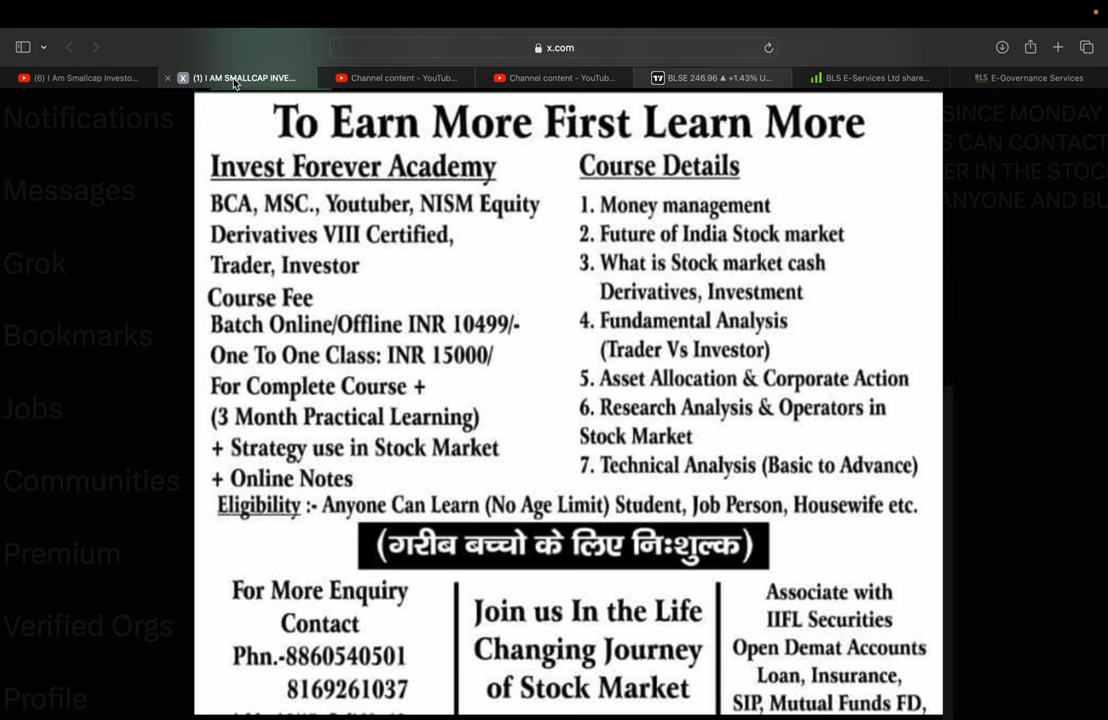 x.com
(6) I Am Smallcap Investo...
(1) I AM SMALLCAP INVE...
Channel content - YouTub...
Channel content - YouTub...
BLSE 246.96 ▲ +1.43% U...
BLS E-Services Ltd share...
BLS E-Governance Services
Notifications
Messages
Grok
Bookmarks
Jobs
Communities
Premium
Verified Orgs
Profile
To Earn More First Learn More
Invest Forever Academy
BCA, MSC., Youtuber, NISM Equity
Derivatives VIII Certified,
Trader, Investor
Course Fee
Batch Online/Offline INR 10499/-
One To One Class: INR 15000/
For Complete Course +
(3 Month Practical Learning)
+ Strategy use in Stock Market
+ Online Notes
Course Details
1. Money management
2. Future of India Stock market
3. What is Stock market cash
Derivatives, Investment
4. Fundamental Analysis
(Trader Vs Investor)
5. Asset Allocation & Corporate Action
6. Research Analysis & Operators in
Stock Market
7. Technical Analysis (Basic to Advance)
Eligibility :- Anyone Can Learn (No Age Limit) Student, Job Person, Housewife etc.
(गरीब बच्चो के लिए निःशुल्क)
For More Enquiry
Contact
Phn.-8860540501
8169261037
Join us In the Life
Changing Journey
of Stock Market
Associate with
IIFL Securities
Open Demat Accounts
Loan, Insurance,
SIP, Mutual Funds FD,
SINCE MONDAY
S CAN CONTACT
ER IN THE STOC
ANYONE AND BU